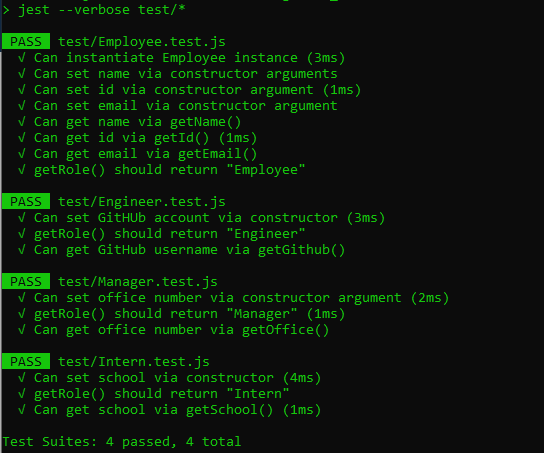 > jest --verbose test/*
PASS test/Employee.test.js
√ Can instantiate Employee instance (3ms)
√ Can set name via constructor arguments
√ Can set id via constructor argument (1ms)
√ Can set email via constructor argument
√ Can get name via getName()
√ Can get id via getId() (1ms)
√ Can get email via getEmail()
√ getRole() should return "Employee"
PASS test/Engineer.test.js
√ Can set GitHUb account via constructor (3ms)
√ getRole() should return "Engineer"
√ Can get GitHub username via getGithub()
PASS test/Manager.test.js
√ Can set office number via constructor argument (2ms)
√ getRole() should return "Manager" (1ms)
√ Can get office number via getOffice()
PASS test/Intern.test.js
√ Can set school via constructor (4ms)
√ getRole() should return "Intern"
√ Can get school via getSchool() (1ms)
Test Suites: 4 passed, 4 total